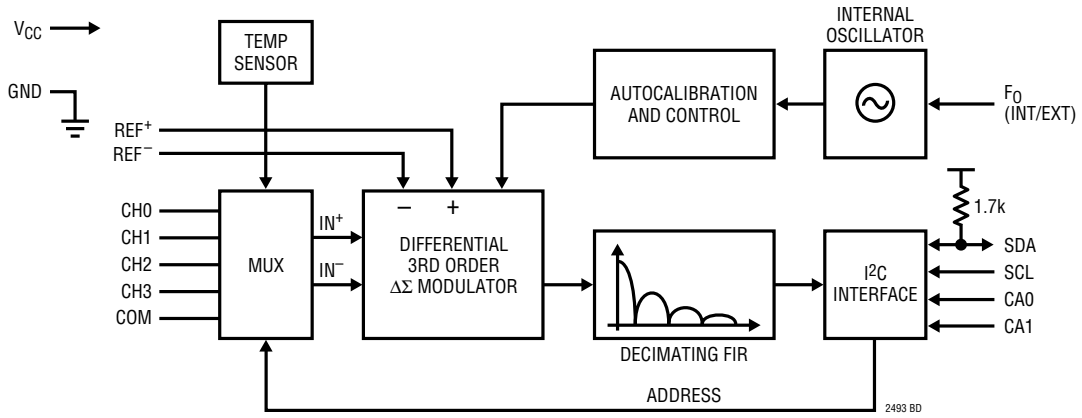 V_CC
GND
TEMP
SENSOR
INTERNAL
OSCILLATOR
AUTOCALIBRATION
AND CONTROL
F_O
(INT/EXT)
REF⁺
REF⁻
1.7k
CH0
CH1
CH2
CH3
COM
MUX
IN⁺
IN⁻
− +
DIFFERENTIAL
3RD ORDER
ΔΣ MODULATOR
DECIMATING FIR
I²C
INTERFACE
SDA
SCL
CA0
CA1
ADDRESS
2493 BD